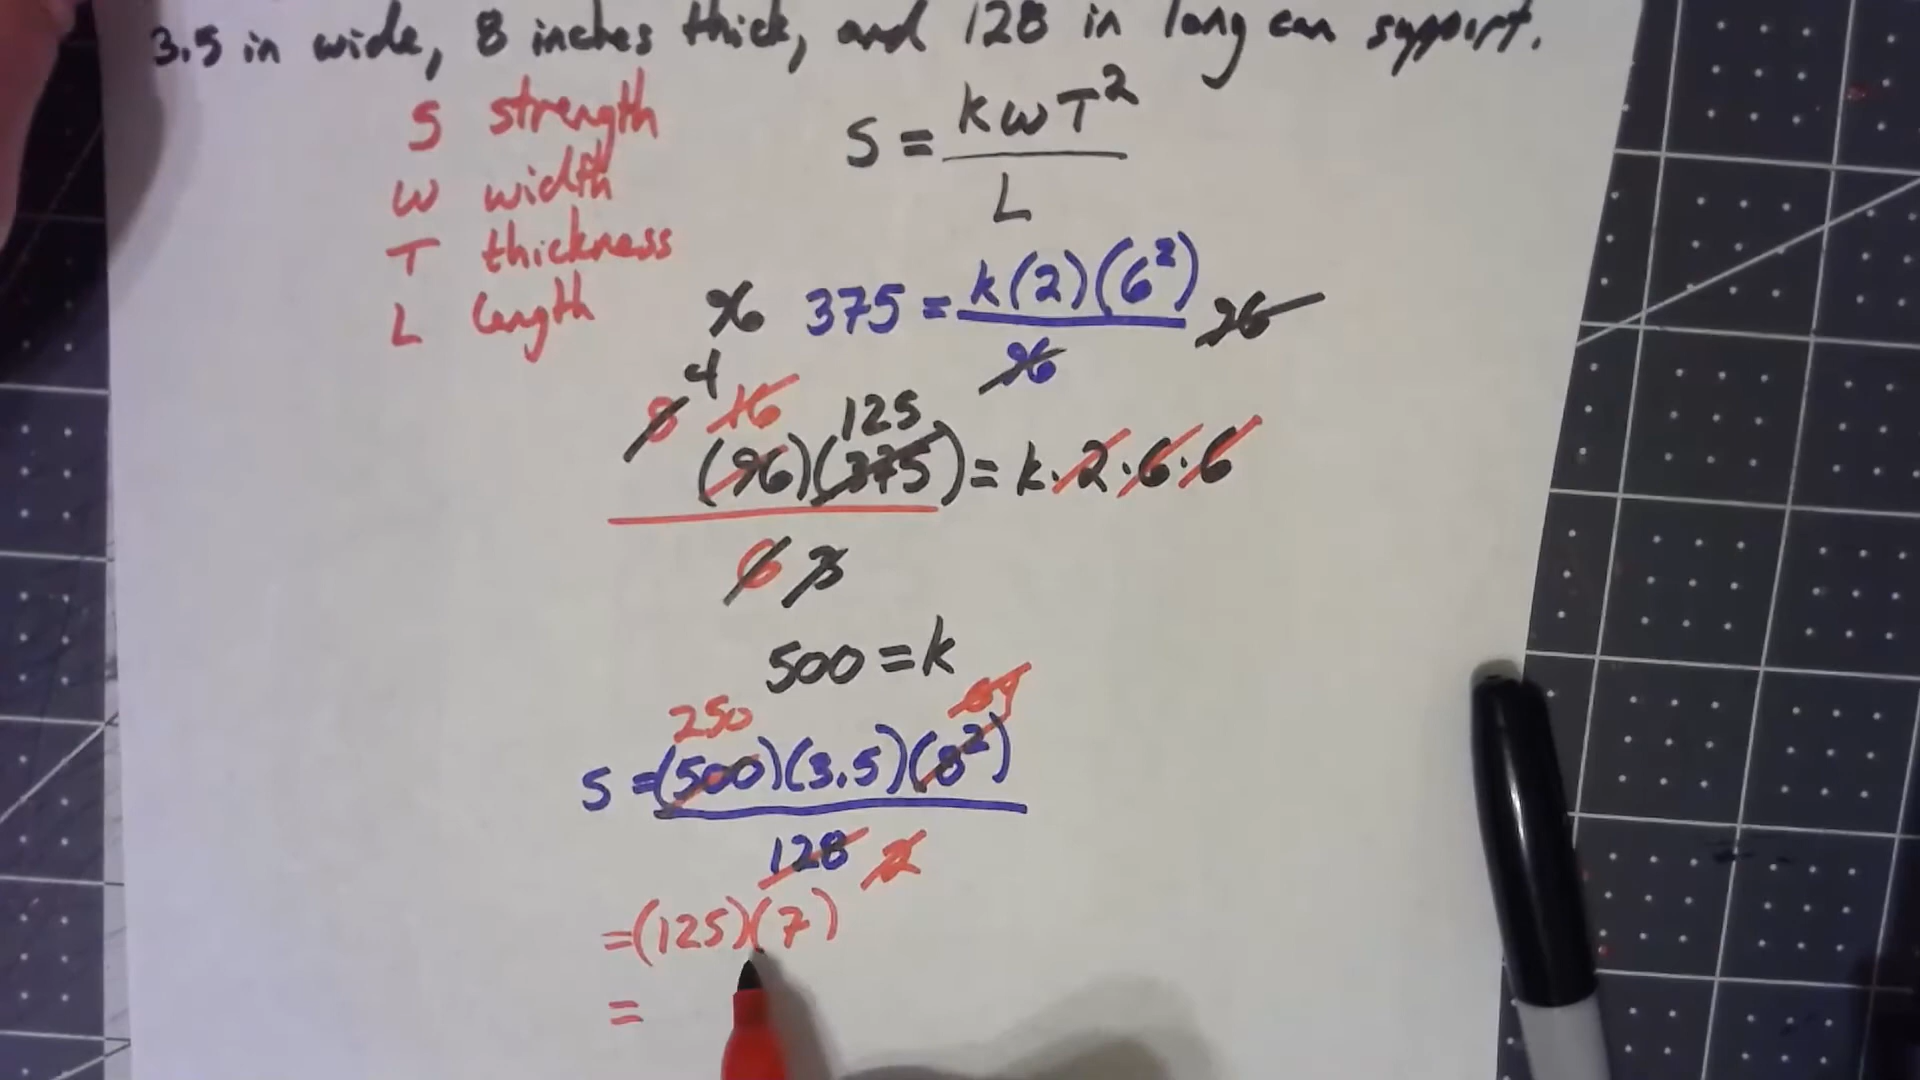 3.5 in wide, 8 inches thick, and 128 in long can support.
S strength
W width
T thickness
L length
S = kwT²
L
96 375 = k(2)(6²) 96
96
8 4 16 125
(96)(375) = k·2·6·6
6 3
500 = k
250 64
S = (500)(3.5)(8²)
128 2
= (125)(7)
=